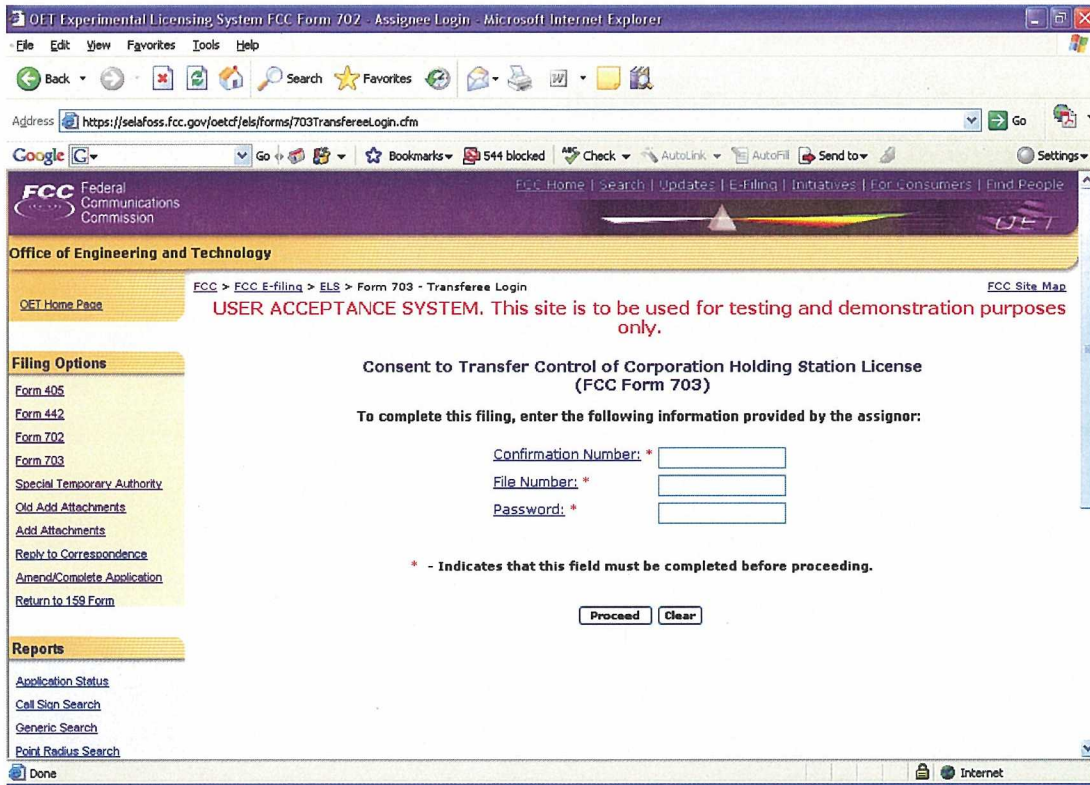 OET Experimental Licensing System FCC Form 702 - Assignee Login - Microsoft Internet Explorer
File Edit View Favorites Tools Help
Back Search Favorites
Address https://selafoss.fcc.gov/oetcf/els/forms/703TransfereeLogin.cfm Go
Google G Go Bookmarks 544 blocked ABC Check AutoLink AutoFill Send to Settings
FCC Federal Communications Commission
FCC Home | Search | Updates | E-Filing | Initiatives | For Consumers | Find People
OET
Office of Engineering and Technology
FCC > FCC E-filing > ELS > Form 703 - Transferee Login FCC Site Map
OET Home Page
USER ACCEPTANCE SYSTEM. This site is to be used for testing and demonstration purposes
only.
Filing Options
Form 405
Form 442
Form 702
Form 703
Special Temporary Authority
Old Add Attachments
Add Attachments
Reply to Correspondence
Amend/Complete Application
Return to 159 Form
Reports
Application Status
Call Sign Search
Generic Search
Point Radius Search
Consent to Transfer Control of Corporation Holding Station License
(FCC Form 703)
To complete this filing, enter the following information provided by the assignor:
Confirmation Number: *
File Number: *
Password: *
* - Indicates that this field must be completed before proceeding.
Proceed Clear
Done Internet